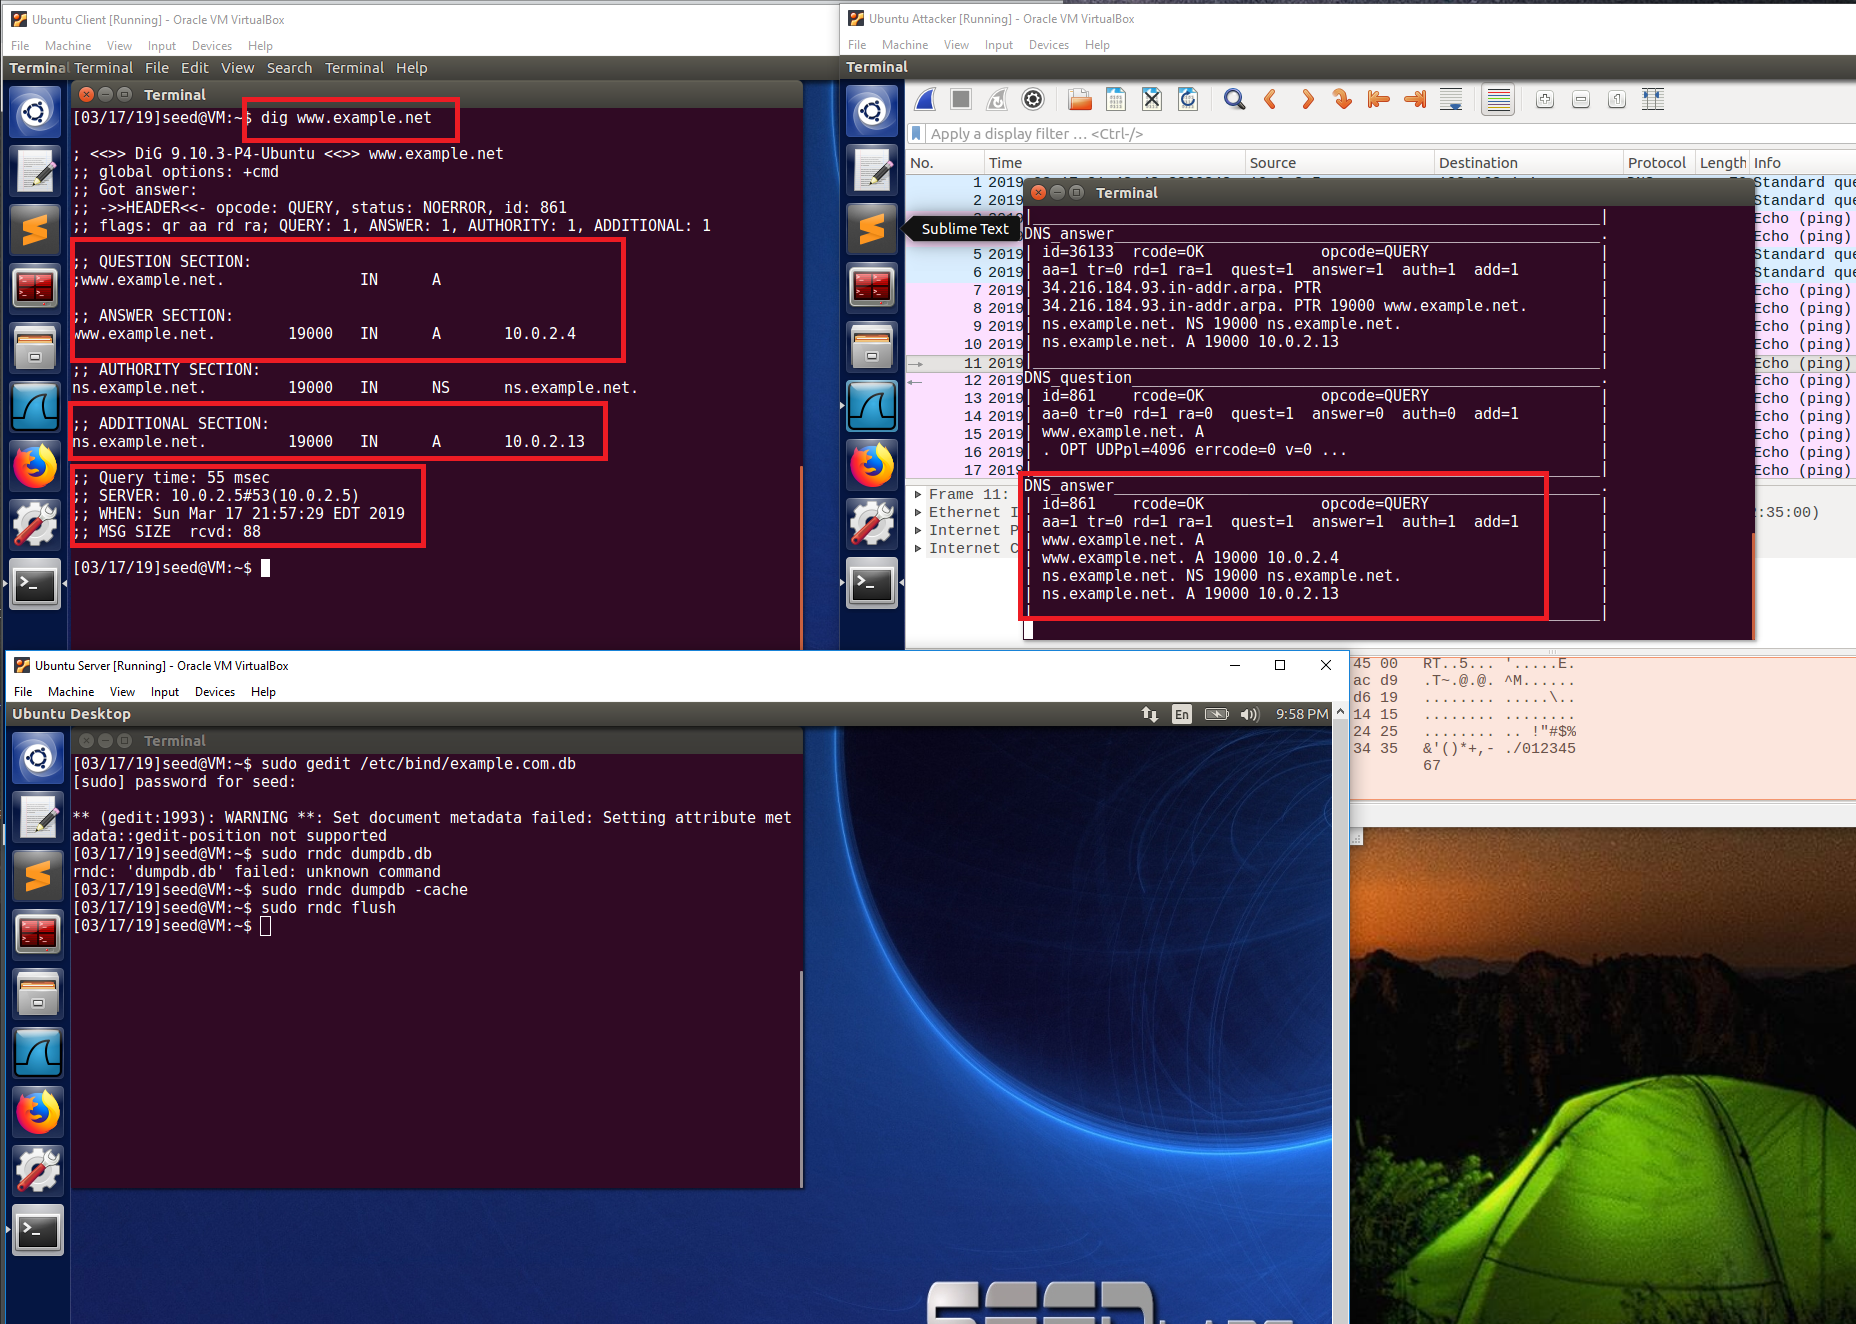 Ubuntu Client [Running] - Oracle VM VirtualBox
File Machine View Input Devices Help
Terminal Terminal File Edit View Search Terminal Help
Terminal
[03/17/19]seed@VM:~$ dig www.example.net
; <<>> DiG 9.10.3-P4-Ubuntu <<>> www.example.net
;; global options: +cmd
;; Got answer:
;; ->>HEADER<<- opcode: QUERY, status: NOERROR, id: 861
;; flags: qr aa rd ra; QUERY: 1, ANSWER: 1, AUTHORITY: 1, ADDITIONAL: 1
;; QUESTION SECTION:
;www.example.net. IN A
;; ANSWER SECTION:
www.example.net. 19000 IN A 10.0.2.4
;; AUTHORITY SECTION:
ns.example.net. 19000 IN NS ns.example.net.
;; ADDITIONAL SECTION:
ns.example.net. 19000 IN A 10.0.2.13
;; Query time: 55 msec
;; SERVER: 10.0.2.5#53(10.0.2.5)
;; WHEN: Sun Mar 17 21:57:29 EDT 2019
;; MSG SIZE rcvd: 88
[03/17/19]seed@VM:~$
Ubuntu Attacker [Running] - Oracle VM VirtualBox
File Machine View Input Devices Help
Terminal
Apply a display filter … <Ctrl-/>
No. Time Source Destination Protocol Length Info
1 2019 Standard que
2 2019 Standard que
Echo (ping)
Echo (ping)
5 2019 Standard que
6 2019 Standard que
7 2019 Echo (ping)
8 2019 Echo (ping)
9 2019 Echo (ping)
10 2019 Echo (ping)
11 2019 Echo (ping)
12 2019 Echo (ping)
13 2019 Echo (ping)
14 2019 Echo (ping)
15 2019 Echo (ping)
16 2019 Echo (ping)
17 2019 Echo (ping)
Sublime Text
Terminal
|_______________________________________________________________|
DNS_answer______________________________________________________.
| id=36133 rcode=OK opcode=QUERY |
| aa=1 tr=0 rd=1 ra=1 quest=1 answer=1 auth=1 add=1 |
| 34.216.184.93.in-addr.arpa. PTR |
| 34.216.184.93.in-addr.arpa. PTR 19000 www.example.net. |
| ns.example.net. NS 19000 ns.example.net. |
| ns.example.net. A 19000 10.0.2.13 |
|_______________________________________________________________|
DNS_question____________________________________________________.
| id=861 rcode=OK opcode=QUERY |
| aa=0 tr=0 rd=1 ra=0 quest=1 answer=0 auth=0 add=1 |
| www.example.net. A |
| . OPT UDPpl=4096 errcode=0 v=0 ... |
|_______________________________________________________________|
DNS_answer______________________________________________________.
| id=861 rcode=OK opcode=QUERY |
| aa=1 tr=0 rd=1 ra=1 quest=1 answer=1 auth=1 add=1 |
| www.example.net. A |
| www.example.net. A 19000 10.0.2.4 |
| ns.example.net. NS 19000 ns.example.net. |
| ns.example.net. A 19000 10.0.2.13 |
|_______________________________________________________________|
Frame 11:
Ethernet I :35:00)
Internet P
Internet C
45 00 RT..5... '.....E.
ac d9 .T~.@.@. ^M......
d6 19 ........ .....\..
14 15 ........ ........
24 25 ........ .. !"#$%
34 35 &'()*+,- ./012345
67
Ubuntu Server [Running] - Oracle VM VirtualBox
File Machine View Input Devices Help
Ubuntu Desktop En 9:58 PM
Terminal
[03/17/19]seed@VM:~$ sudo gedit /etc/bind/example.com.db
[sudo] password for seed:
** (gedit:1993): WARNING **: Set document metadata failed: Setting attribute met
adata::gedit-position not supported
[03/17/19]seed@VM:~$ sudo rndc dumpdb.db
rndc: 'dumpdb.db' failed: unknown command
[03/17/19]seed@VM:~$ sudo rndc dumpdb -cache
[03/17/19]seed@VM:~$ sudo rndc flush
[03/17/19]seed@VM:~$
SEED